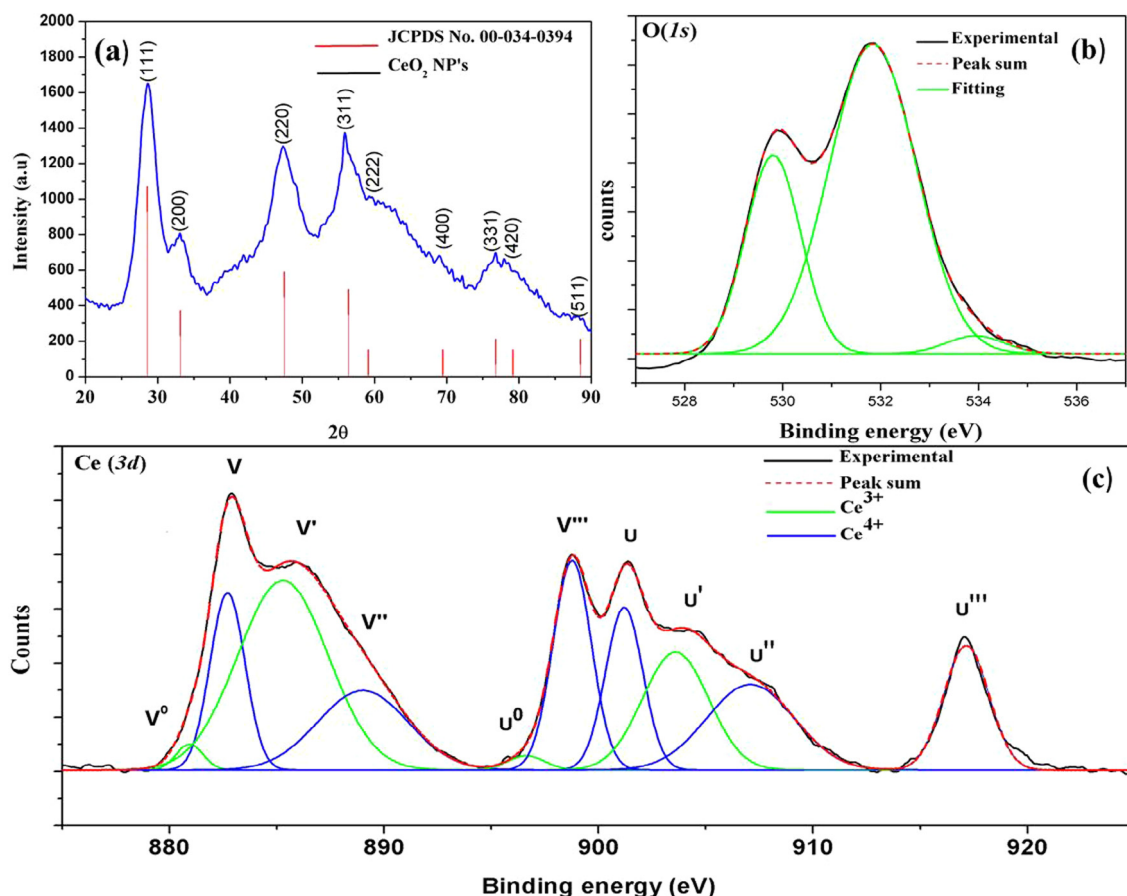 (a)
JCPDS No. 00-034-0394
CeO₂ NP's
(111)
(200)
(220)
(311)
(222)
(400)
(331)
(420)
(511)
2000
1800
1600
1400
1200
1000
800
600
400
200
0
Intensity (a.u)
20 30 40 50 60 70 80 90
2θ
O(1s)
(b)
Experimental
Peak sum
Fitting
counts
528 530 532 534 536
Binding energy (eV)
Ce (3d)
(c)
Experimental
Peak sum
Ce³⁺
Ce⁴⁺
V⁰
V
V'
V''
U⁰
V'''
U
U'
U''
U'''
Counts
880 890 900 910 920
Binding energy (eV)